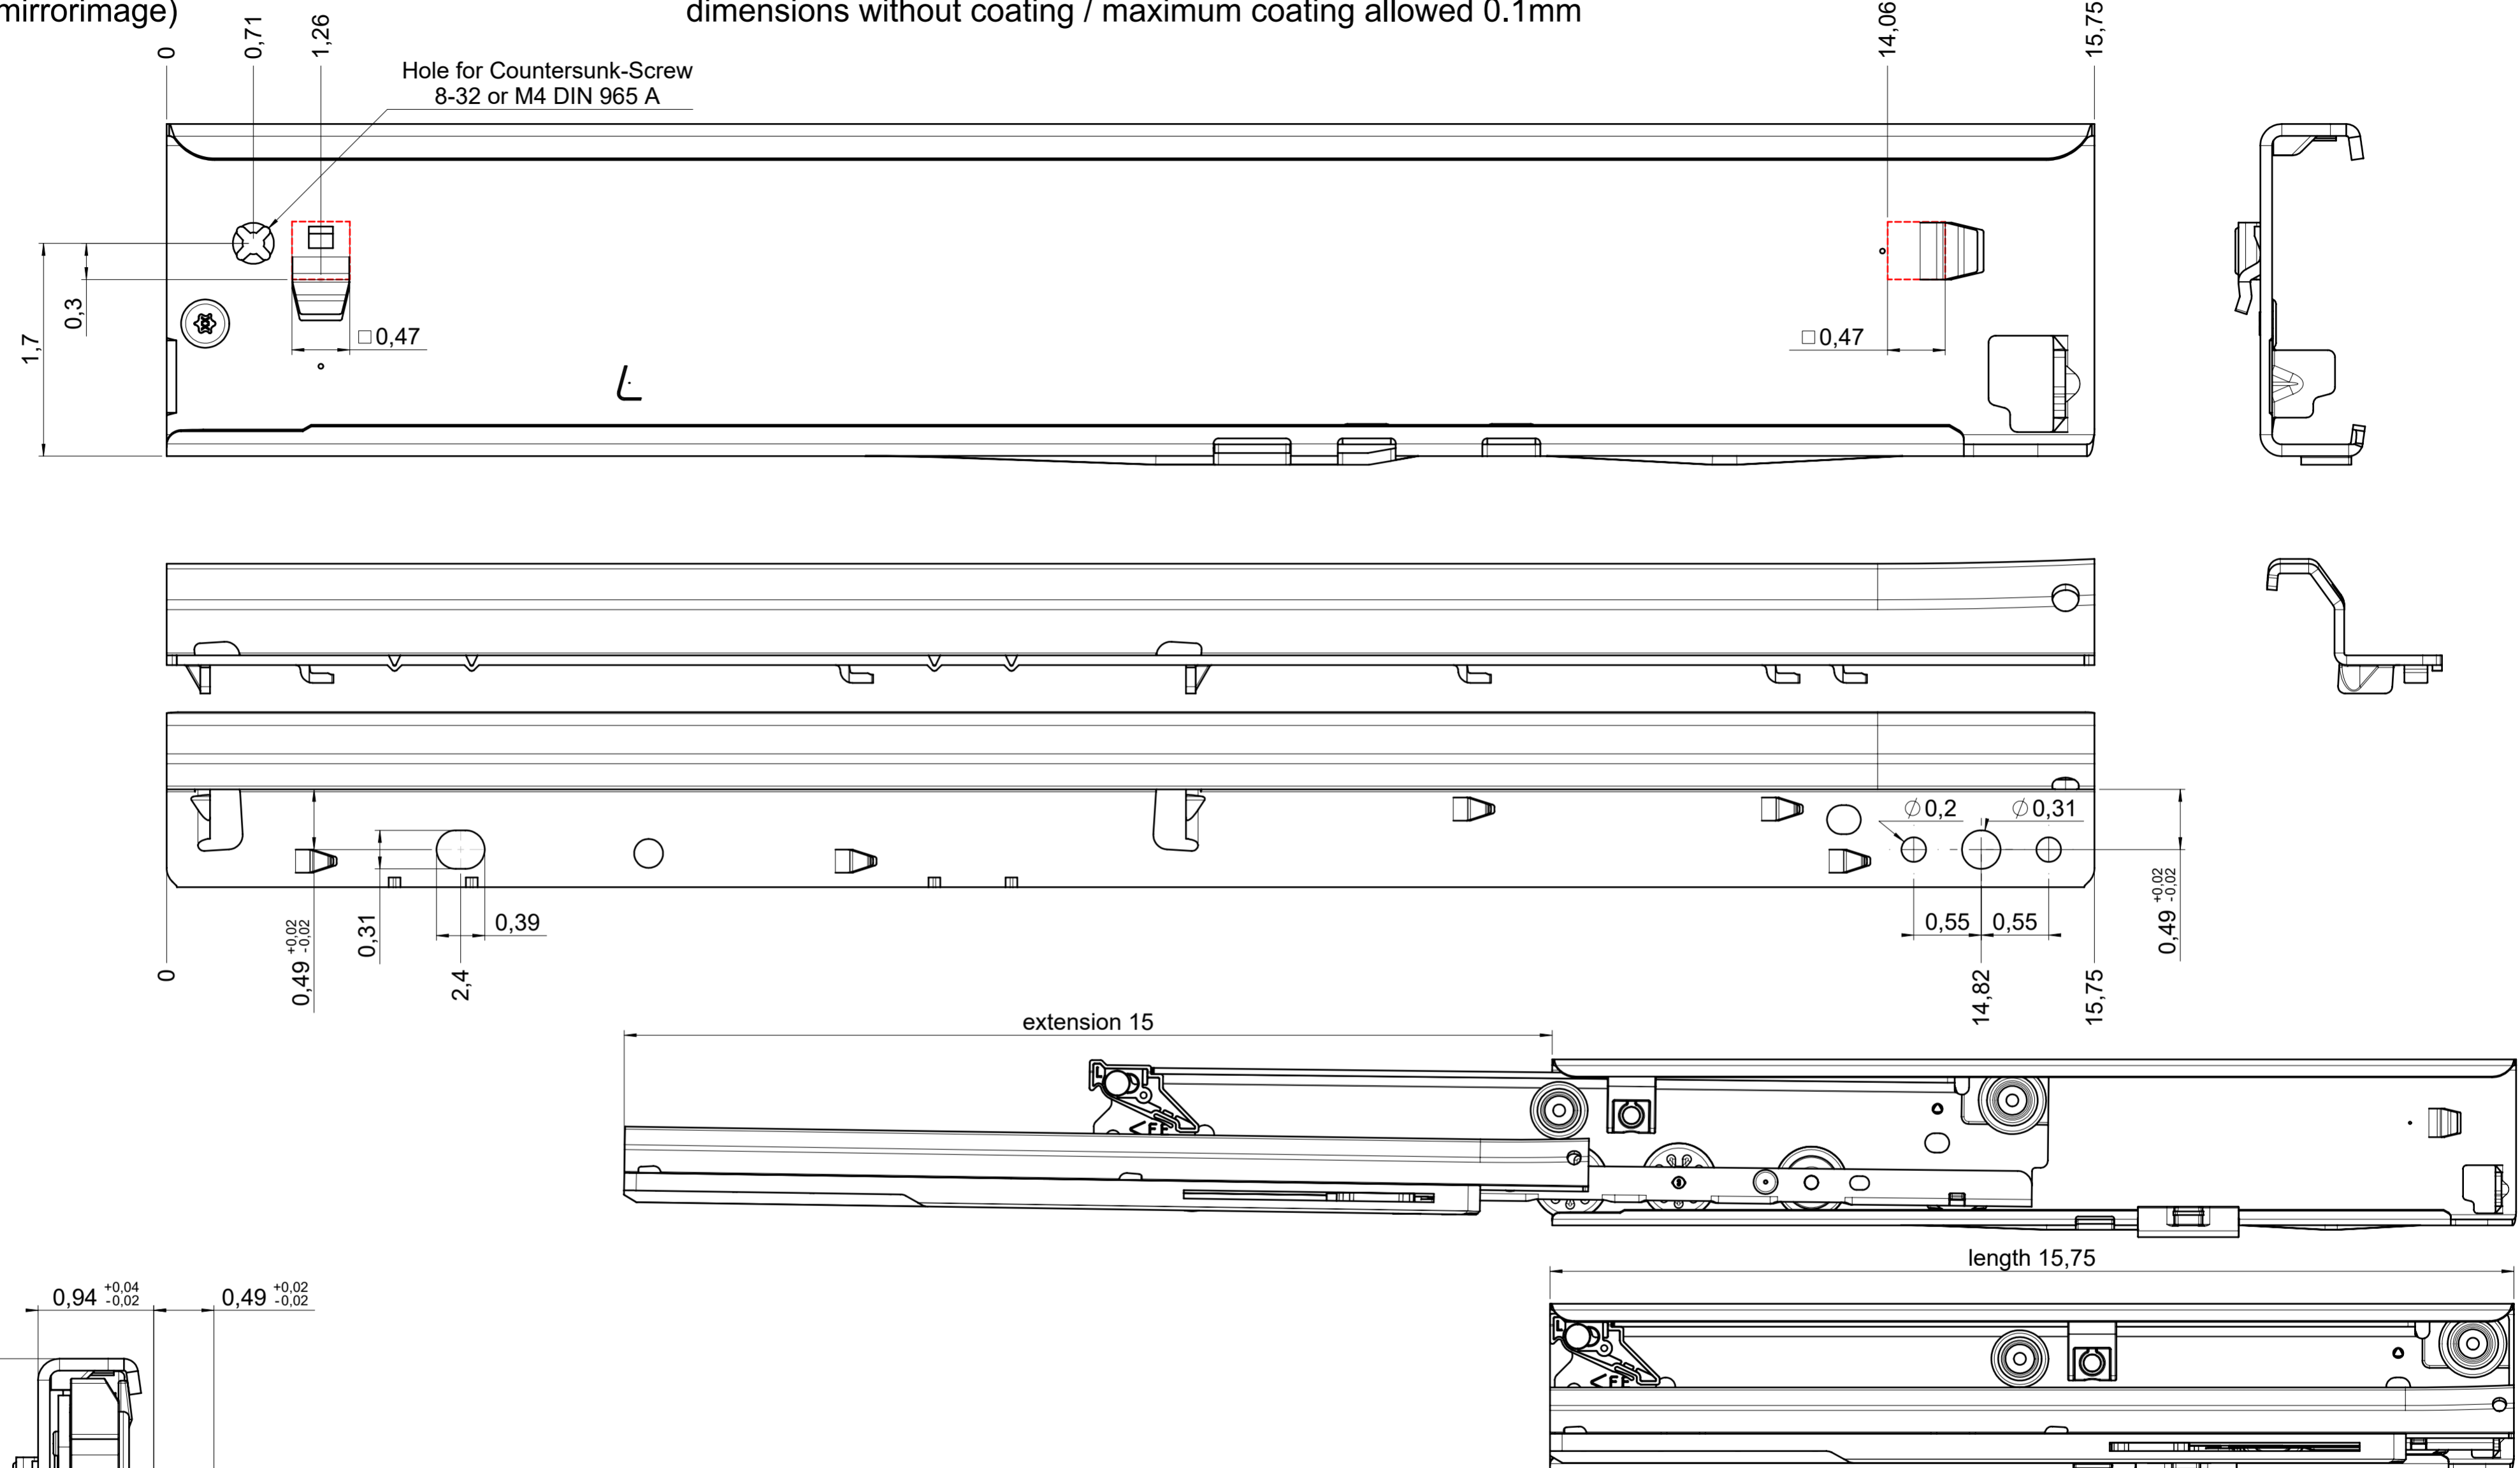 mirrorimage)
dimensions without coating / maximum coating allowed 0.1mm
0
0,71
1,26
14,06
15,75
Hole for Countersunk-Screw
8-32 or M4 DIN 965 A
0,3
1,7
□0,47
□0,47
L
∅0,2
∅0,31
0,49 +0,02 -0,02
0,31
0,39
0,55
0,55
0,49 +0,02 -0,02
0
2,4
14,82
15,75
extension 15
L
<FF
length 15,75
0,94 +0,04 -0,02
0,49 +0,02 -0,02
L
<FF